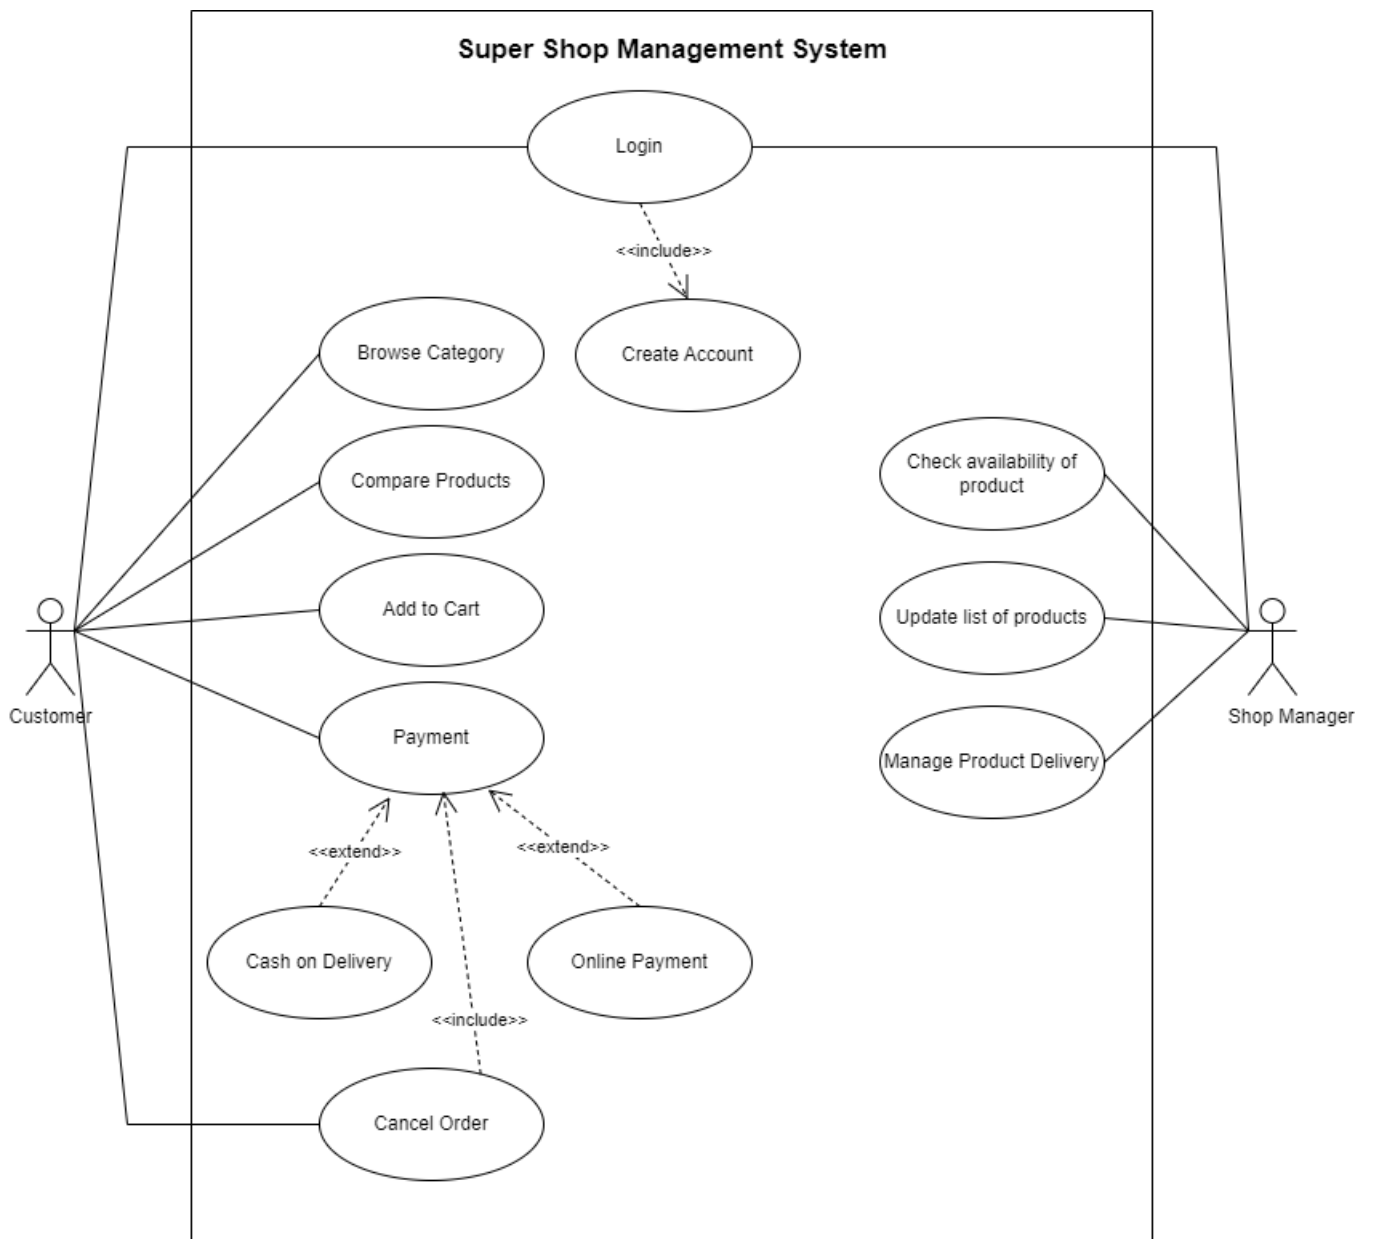 Super Shop Management System
Login
<<include>>
Browse Category
Create Account
Compare Products
Check availability of
product
Add to Cart
Update list of products
Customer
Shop Manager
Payment
Manage Product Delivery
<<extend>>
<<extend>>
Cash on Delivery
Online Payment
<<include>>
Cancel Order